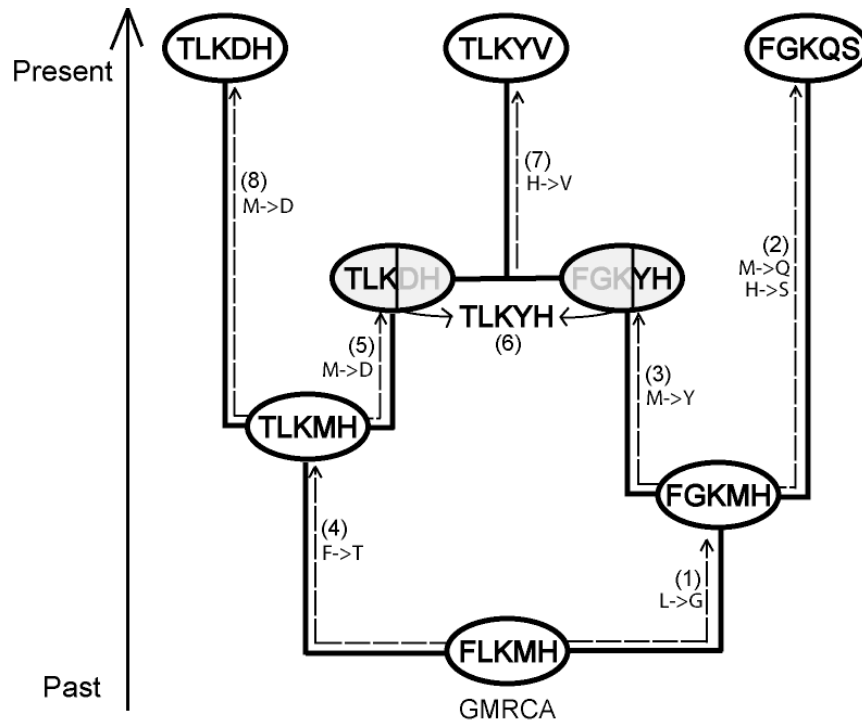 TLKDH
TLKYV
FGKQS
Present
(8)
M->D
(7)
H->V
(2)
M->Q
H->S
TLKDH
FGKYH
TLKYH
(6)
(5)
M->D
(3)
M->Y
TLKMH
FGKMH
(4)
F->T
(1)
L->G
FLKMH
Past
GMRCA